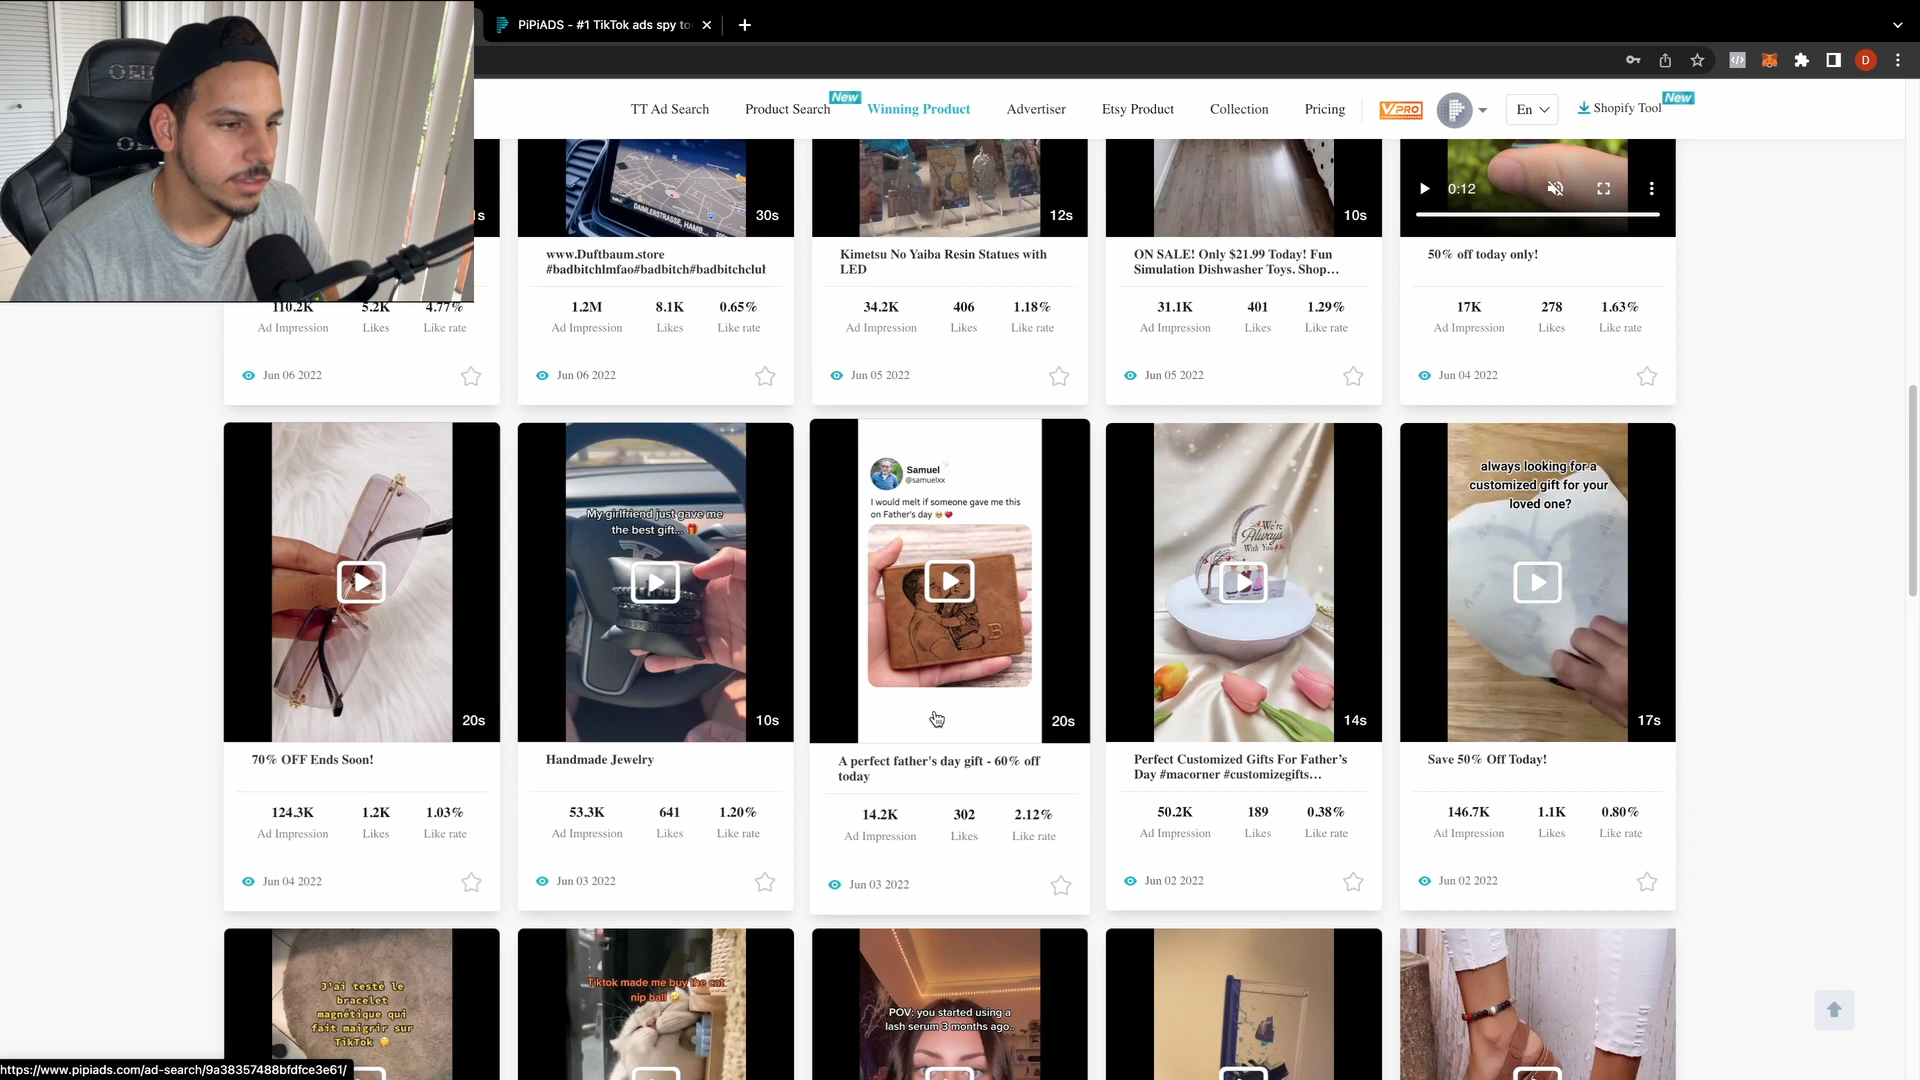 PiPiADS - #1 TikTok ads spy to
D
TT Ad Search
Product Search
New
Winning Product
Advertiser
Etsy Product
Collection
Pricing
VPRO
En
Shopify Tool
New
s
30s
12s
10s
0:12
DAIMLERSTRASSE, HAMB...
www.Duftbaum.store
#badbitchlmfao#badbitch#badbitchclub
Kimetsu No Yaiba Resin Statues with
LED
ON SALE! Only $21.99 Today! Fun
Simulation Dishwasher Toys. Shop...
50% off today only!
110.2K 5.2K 4.77%
Ad Impression Likes Like rate
1.2M 8.1K 0.65%
Ad Impression Likes Like rate
34.2K 406 1.18%
Ad Impression Likes Like rate
31.1K 401 1.29%
Ad Impression Likes Like rate
17K 278 1.63%
Ad Impression Likes Like rate
Jun 06 2022
Jun 06 2022
Jun 05 2022
Jun 05 2022
Jun 04 2022
20s
My girlfriend just gave me
the best gift...
10s
Samuel
@samuelxx
I would melt if someone gave me this
on Father's day
B
20s
We're
Always
With You
14s
always looking for a
customized gift for your
loved one?
17s
70% OFF Ends Soon!
Handmade Jewelry
A perfect father's day gift - 60% off
today
Perfect Customized Gifts For Father's
Day #macorner #customizegifts...
Save 50% Off Today!
124.3K 1.2K 1.03%
Ad Impression Likes Like rate
53.3K 641 1.20%
Ad Impression Likes Like rate
14.2K 302 2.12%
Ad Impression Likes Like rate
50.2K 189 0.38%
Ad Impression Likes Like rate
146.7K 1.1K 0.80%
Ad Impression Likes Like rate
Jun 04 2022
Jun 03 2022
Jun 03 2022
Jun 02 2022
Jun 02 2022
J'ai testé le
bracelet
magnétique qui
fait maigrir sur
TikTok
Tiktok made me buy the cat
nip ball
POV: you started using a
lash serum 3 months ago..
https://www.pipiads.com/ad-search/9a38357488bfdfce3e61/